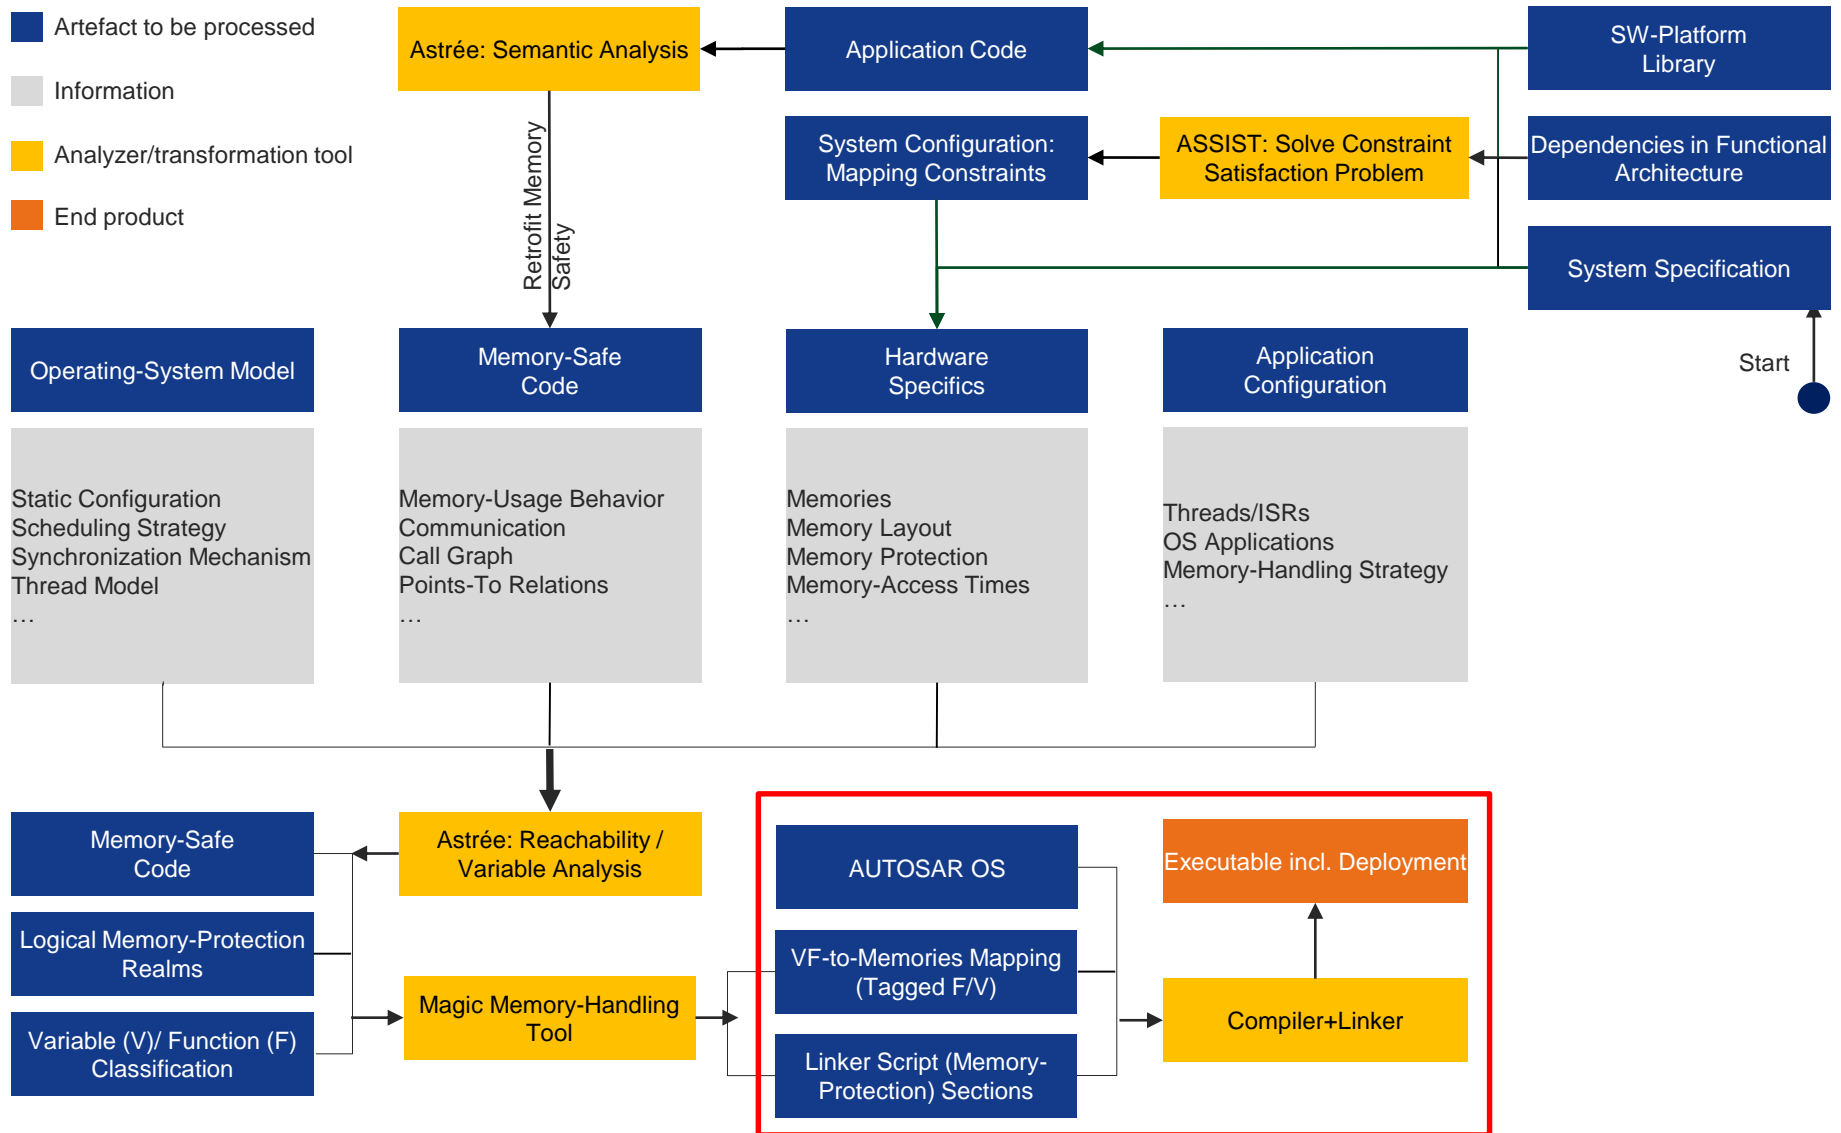 Artefact to be processed
Information
Analyzer/transformation tool
End product
Astrée: Semantic Analysis
Application Code
SW-Platform
Library
System Configuration:
Mapping Constraints
ASSIST: Solve Constraint
Satisfaction Problem
Dependencies in Functional
Architecture
System Specification
Start
Retrofit Memory
Safety
Operating-System Model
Memory-Safe
Code
Hardware
Specifics
Application
Configuration
Static Configuration
Scheduling Strategy
Synchronization Mechanism
Thread Model
…
Memory-Usage Behavior
Communication
Call Graph
Points-To Relations
…
Memories
Memory Layout
Memory Protection
Memory-Access Times
…
Threads/ISRs
OS Applications
Memory-Handling Strategy
…
Memory-Safe
Code
Astrée: Reachability /
Variable Analysis
Logical Memory-Protection
Realms
Variable (V)/ Function (F)
Classification
Magic Memory-Handling
Tool
AUTOSAR OS
VF-to-Memories Mapping
(Tagged F/V)
Linker Script (Memory-
Protection) Sections
Executable incl. Deployment
Compiler+Linker